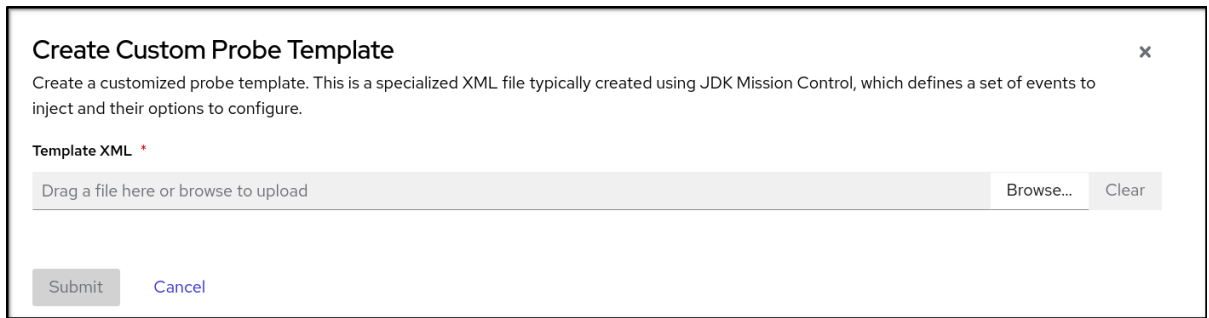 Create Custom Probe Template
Create a customized probe template. This is a specialized XML file typically created using JDK Mission Control, which defines a set of events to
inject and their options to configure.
Template XML *
Drag a file here or browse to upload Browse... Clear
Submit Cancel